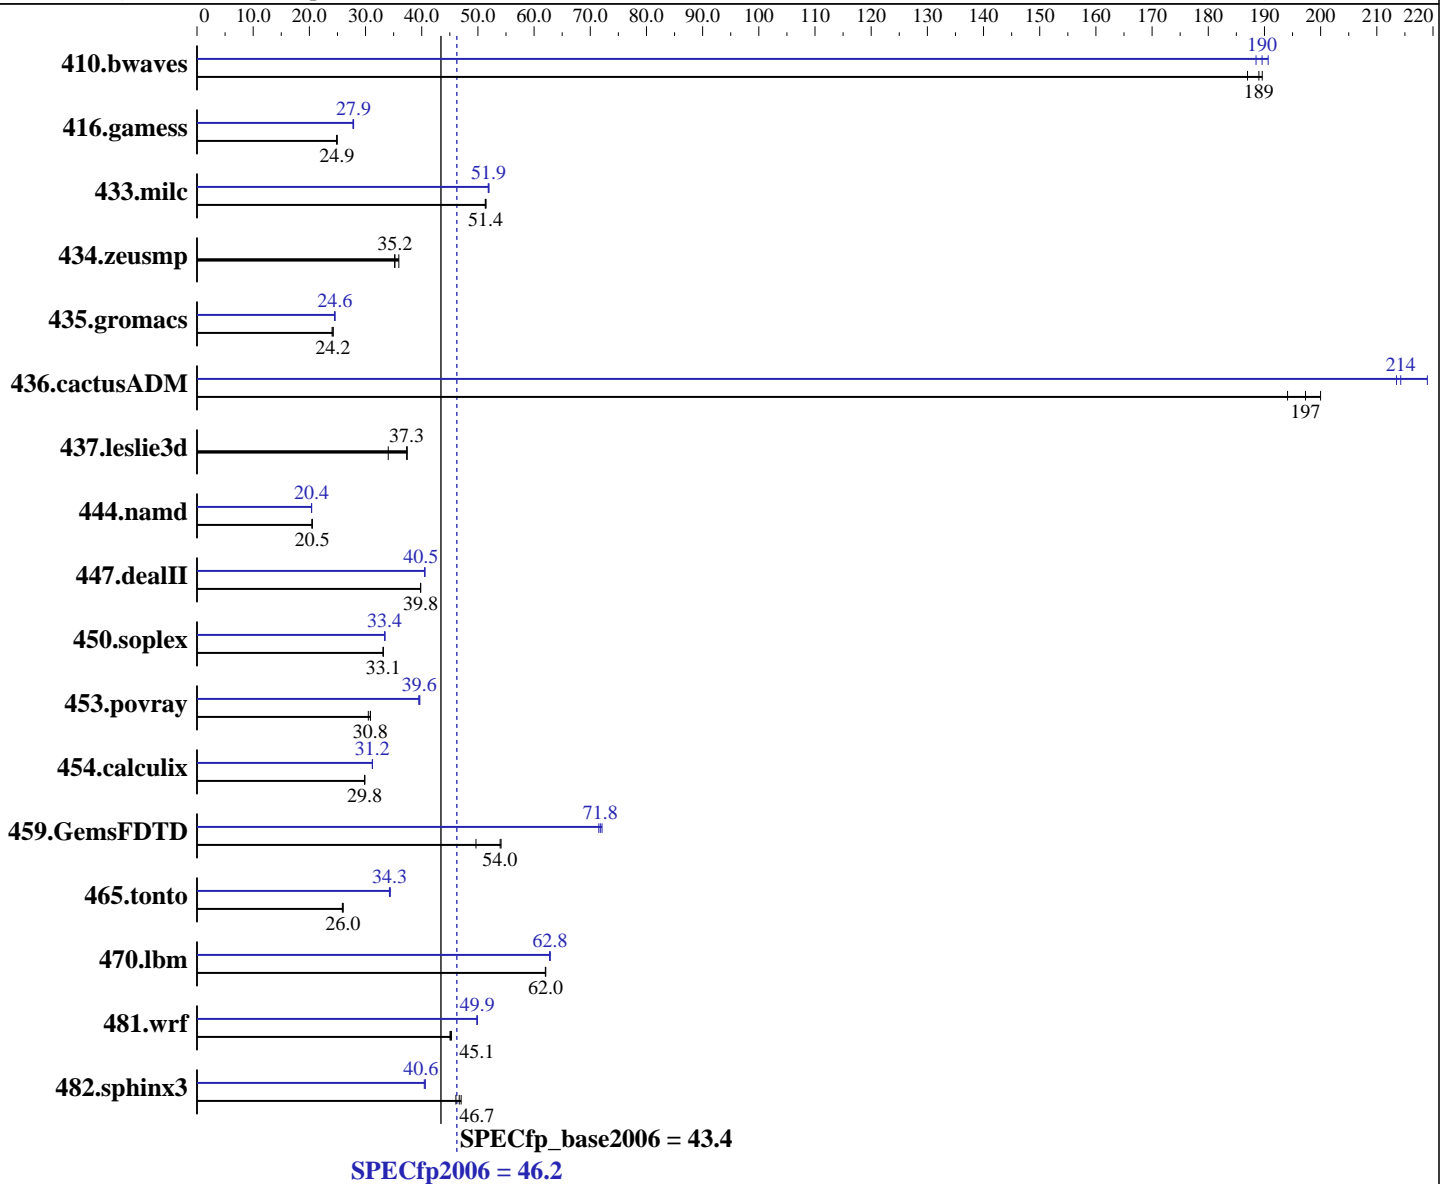 0 10.0 20.0 30.0 40.0 50.0 60.0 70.0 80.0 90.0 100 110 120 130 140 150 160 170 180 190 200 210 220
410.bwaves
190
189
416.gamess
27.9
24.9
433.milc
51.9
51.4
434.zeusmp
35.2
435.gromacs
24.6
24.2
436.cactusADM
214
197
437.leslie3d
37.3
444.namd
20.4
20.5
447.dealII
40.5
39.8
450.soplex
33.4
33.1
453.povray
39.6
30.8
454.calculix
31.2
29.8
459.GemsFDTD
71.8
54.0
465.tonto
34.3
26.0
470.lbm
62.8
62.0
481.wrf
49.9
45.1
482.sphinx3
40.6
46.7
SPECfp_base2006 = 43.4
SPECfp2006 = 46.2